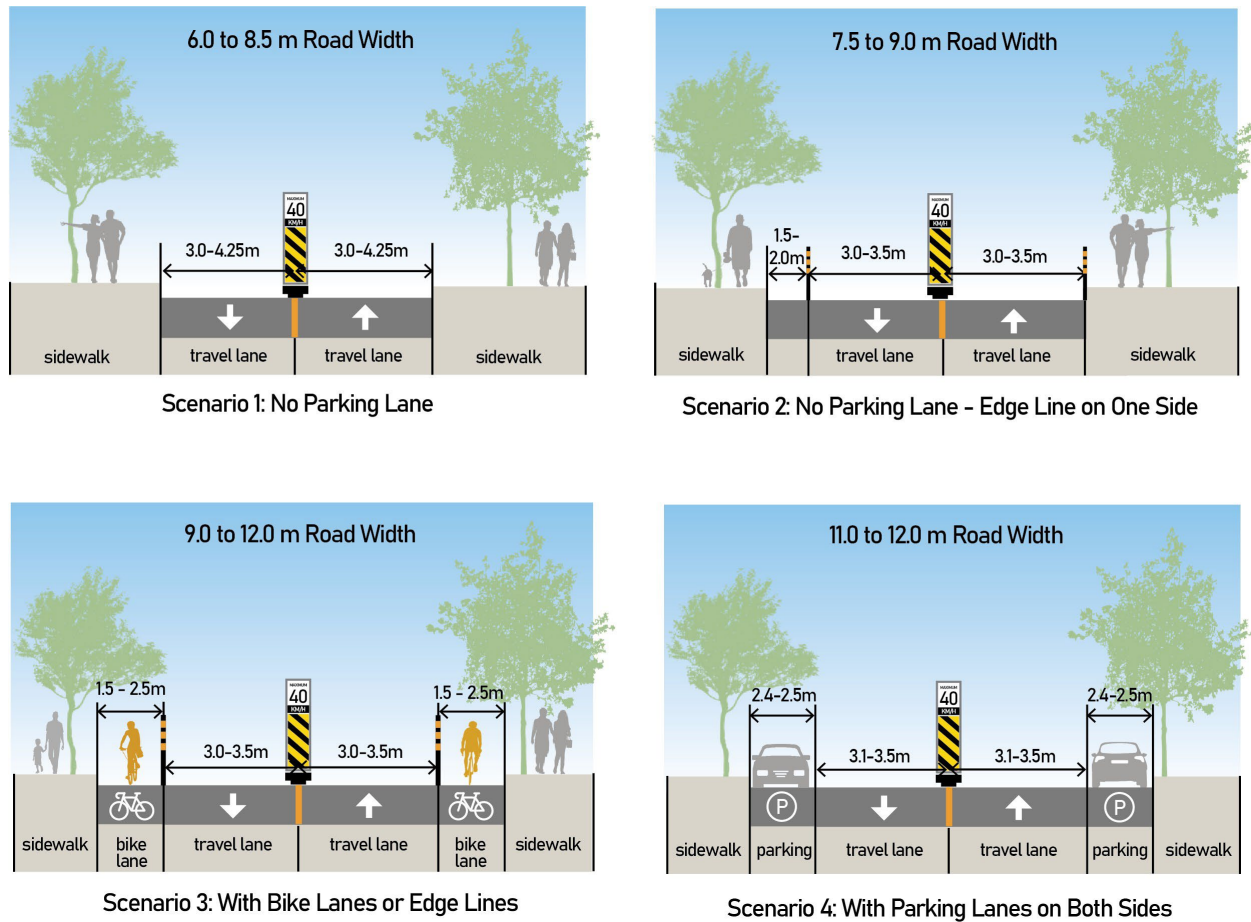 6.0 to 8.5 m Road Width
MAXIMUM
40
KM/H
3.0-4.25m
3.0-4.25m
sidewalk
travel lane
travel lane
sidewalk
Scenario 1: No Parking Lane
7.5 to 9.0 m Road Width
MAXIMUM
40
KM/H
1.5-
2.0m
3.0-3.5m
3.0-3.5m
sidewalk
travel lane
travel lane
sidewalk
Scenario 2: No Parking Lane - Edge Line on One Side
9.0 to 12.0 m Road Width
1.5 - 2.5m
MAXIMUM
40
KM/H
1.5 - 2.5m
3.0-3.5m
3.0-3.5m
sidewalk
bike
lane
travel lane
travel lane
bike
lane
sidewalk
Scenario 3: With Bike Lanes or Edge Lines
11.0 to 12.0 m Road Width
2.4-2.5m
MAXIMUM
40
KM/H
2.4-2.5m
3.1-3.5m
3.1-3.5m
P
P
sidewalk
parking
travel lane
travel lane
parking
sidewalk
Scenario 4: With Parking Lanes on Both Sides